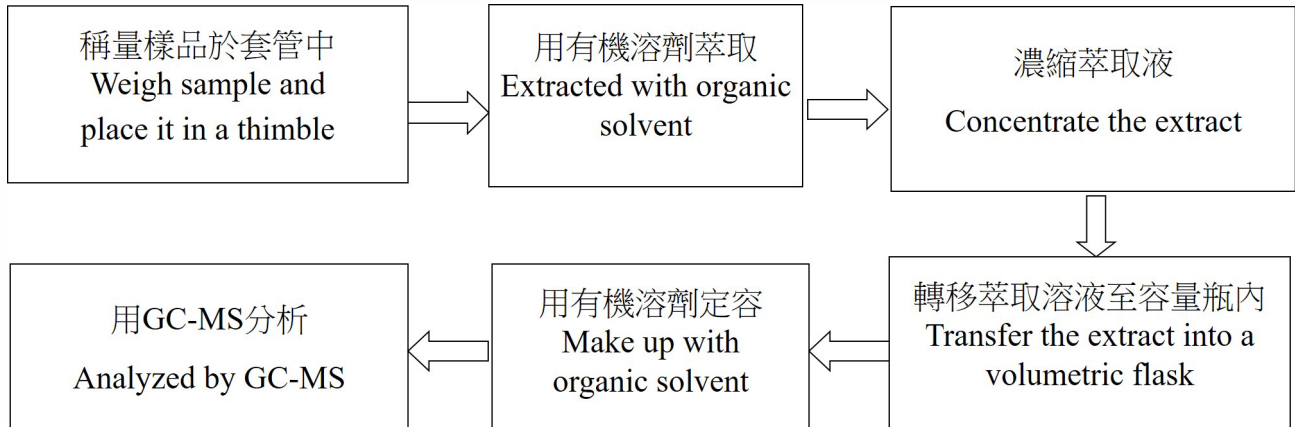 稱量樣品於套管中
Weigh sample and
place it in a thimble
用有機溶劑萃取
Extracted with organic
solvent
濃縮萃取液
Concentrate the extract
轉移萃取溶液至容量瓶內
Transfer the extract into a
volumetric flask
用有機溶劑定容
Make up with
organic solvent
用GC-MS分析
Analyzed by GC-MS